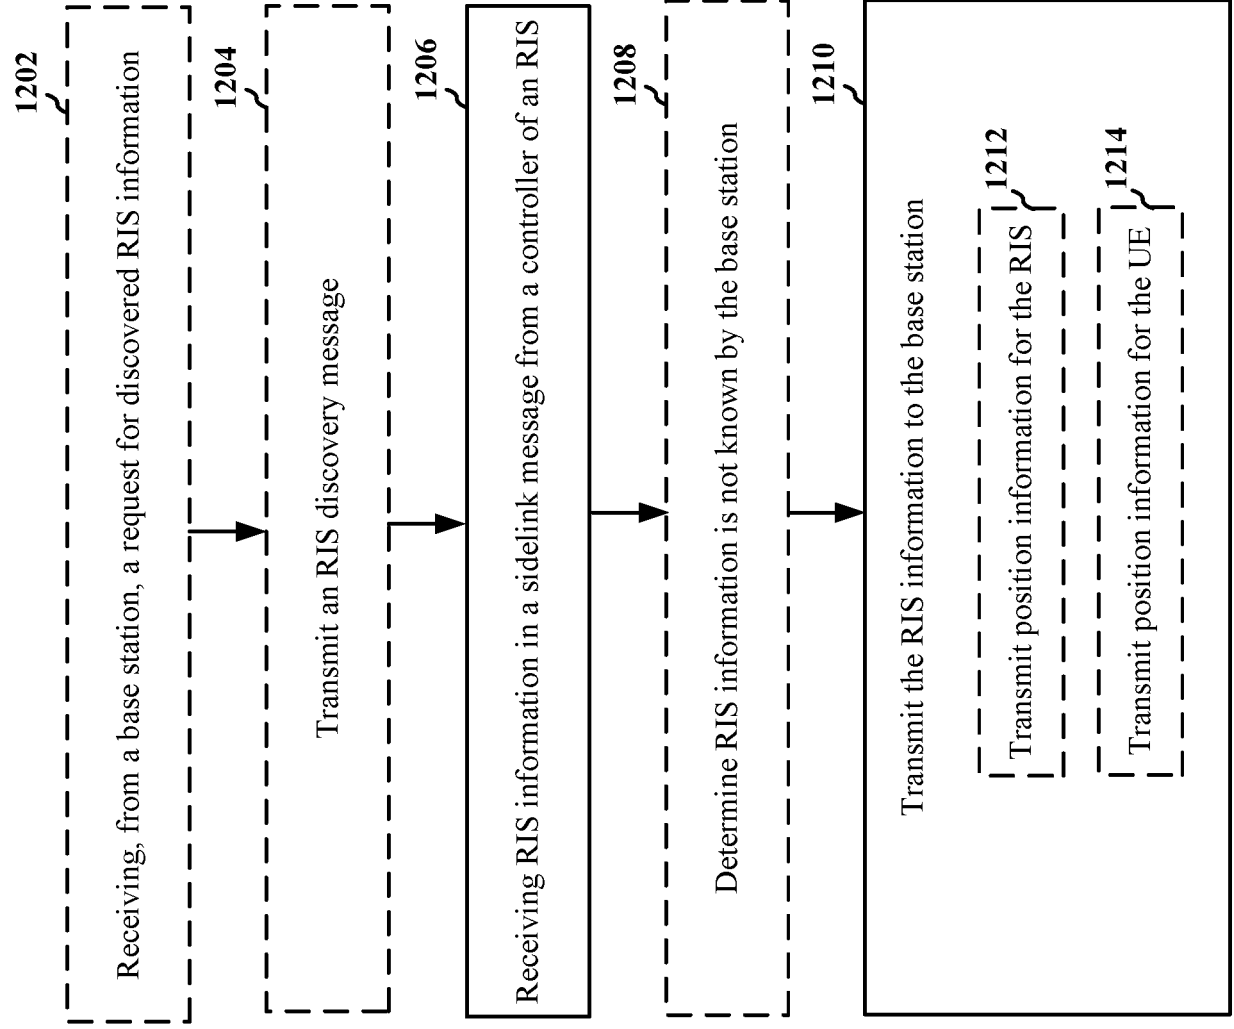 1202
Receiving, from a base station, a request for discovered RIS information
1204
Transmit an RIS discovery message
1206
Receiving RIS information in a sidelink message from a controller of an RIS
1208
Determine RIS information is not known by the base station
1210
Transmit the RIS information to the base station
1212
Transmit position information for the RIS
1214
Transmit position information for the UE